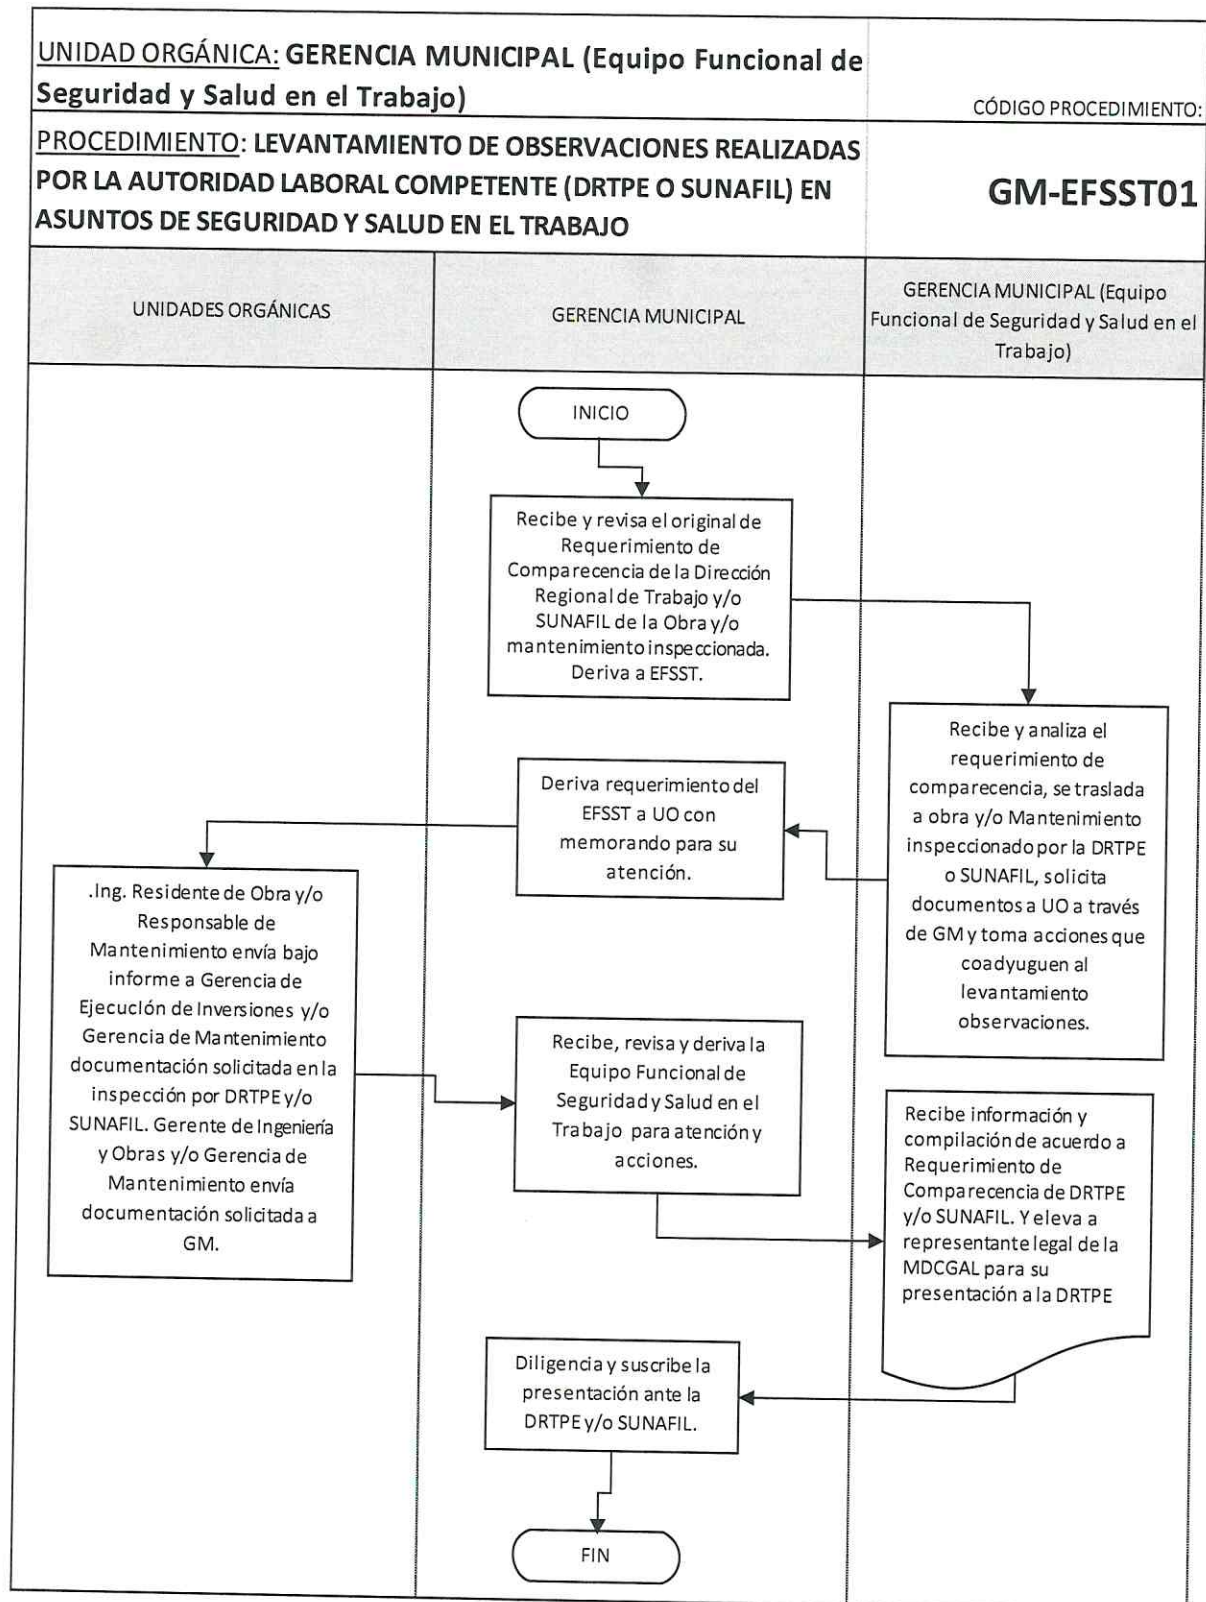 UNIDAD ORGÁNICA: GERENCIA MUNICIPAL (Equipo Funcional de
Seguridad y Salud en el Trabajo)
CÓDIGO PROCEDIMIENTO:
PROCEDIMIENTO: LEVANTAMIENTO DE OBSERVACIONES REALIZADAS
POR LA AUTORIDAD LABORAL COMPETENTE (DRTPE O SUNAFIL) EN
ASUNTOS DE SEGURIDAD Y SALUD EN EL TRABAJO
GM-EFSST01
UNIDADES ORGÁNICAS
GERENCIA MUNICIPAL
GERENCIA MUNICIPAL (Equipo
Funcional de Seguridad y Salud en el
Trabajo)
INICIO
Recibe y revisa el original de
Requerimiento de
Comparecencia de la Dirección
Regional de Trabajo y/o
SUNAFIL de la Obra y/o
mantenimiento inspeccionada.
Deriva a EFSST.
Recibe y analiza el
requerimiento de
comparecencia, se traslada
a obra y/o Mantenimiento
inspeccionado por la DRTPE
o SUNAFIL, solicita
documentos a UO a través
de GM y toma acciones que
coadyuguen al
levantamiento
observaciones.
Deriva requerimiento del
EFSST a UO con
memorando para su
atención.
.Ing. Residente de Obra y/o
Responsable de
Mantenimiento envía bajo
informe a Gerencia de
Ejecución de Inversiones y/o
Gerencia de Mantenimiento
documentación solicitada en la
inspección por DRTPE y/o
SUNAFIL. Gerente de Ingeniería
y Obras y/o Gerencia de
Mantenimiento envía
documentación solicitada a
GM.
Recibe, revisa y deriva la
Equipo Funcional de
Seguridad y Salud en el
Trabajo para atención y
acciones.
Recibe información y
compilación de acuerdo a
Requerimiento de
Comparecencia de DRTPE
y/o SUNAFIL. Y eleva a
representante legal de la
MDCGAL para su
presentación a la DRTPE
Diligencia y suscribe la
presentación ante la
DRTPE y/o SUNAFIL.
FIN